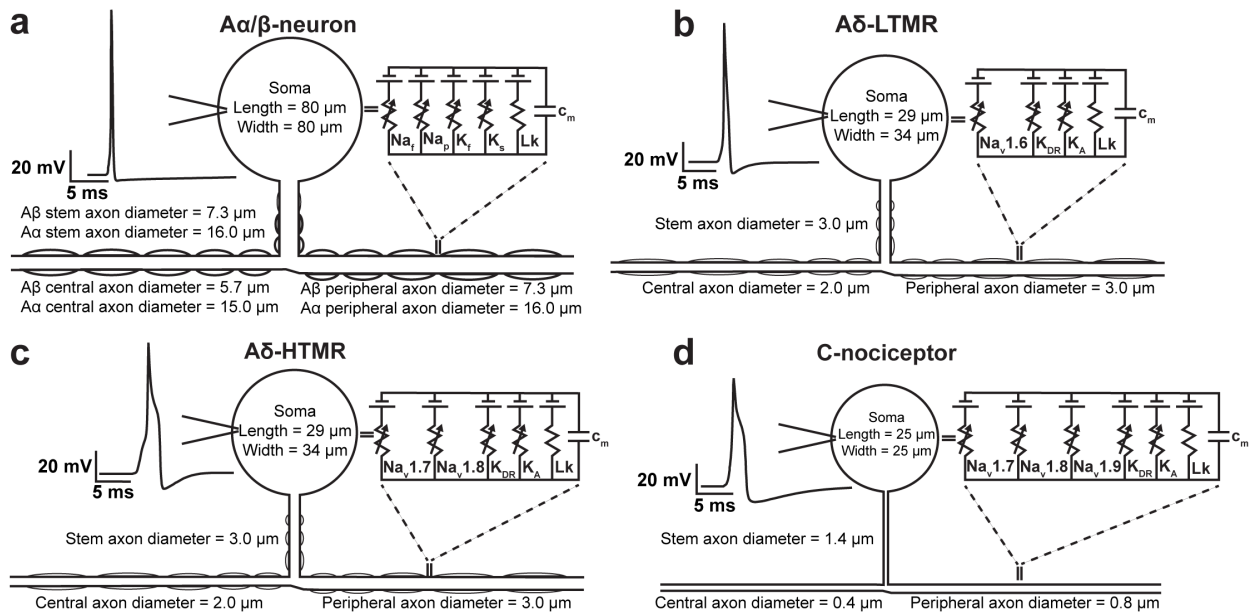 a
Aα/β-neuron
Soma
Length = 80 μm
Width = 80 μm
Naf
Nap
Kf
Ks
Lk
cm
20 mV
5 ms
Aβ stem axon diameter = 7.3 μm
Aα stem axon diameter = 16.0 μm
Aβ central axon diameter = 5.7 μm
Aα central axon diameter = 15.0 μm
Aβ peripheral axon diameter = 7.3 μm
Aα peripheral axon diameter = 16.0 μm
b
Aδ-LTMR
Soma
Length = 29 μm
Width = 34 μm
Nav1.6
KDR
KA
Lk
cm
20 mV
5 ms
Stem axon diameter = 3.0 μm
Central axon diameter = 2.0 μm
Peripheral axon diameter = 3.0 μm
c
Aδ-HTMR
Soma
Length = 29 μm
Width = 34 μm
Nav1.7
Nav1.8
KDR
KA
Lk
cm
20 mV
5 ms
Stem axon diameter = 3.0 μm
Central axon diameter = 2.0 μm
Peripheral axon diameter = 3.0 μm
d
C-nociceptor
Soma
Length = 25 μm
Width = 25 μm
Nav1.7
Nav1.8
Nav1.9
KDR
KA
Lk
cm
20 mV
5 ms
Stem axon diameter = 1.4 μm
Central axon diameter = 0.4 μm
Peripheral axon diameter = 0.8 μm